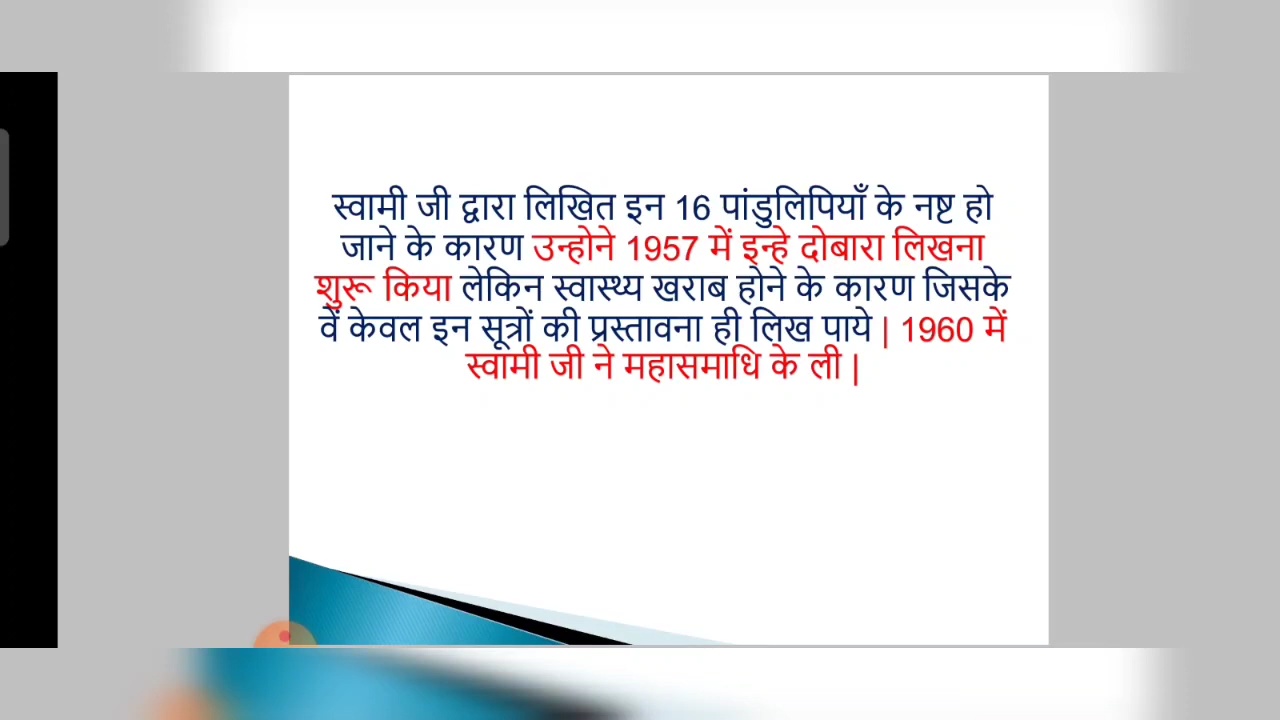 स्वामी जी द्वारा लिखित इन 16 पांडुलिपियाँ के नष्ट हो
जाने के कारण उन्होने 1957 में इन्हे दोबारा लिखना
शुरू किया लेकिन स्वास्थ्य खराब होने के कारण जिसके
वें केवल इन सूत्रों की प्रस्तावना ही लिख पाये | 1960 में
स्वामी जी ने महासमाधि के ली |